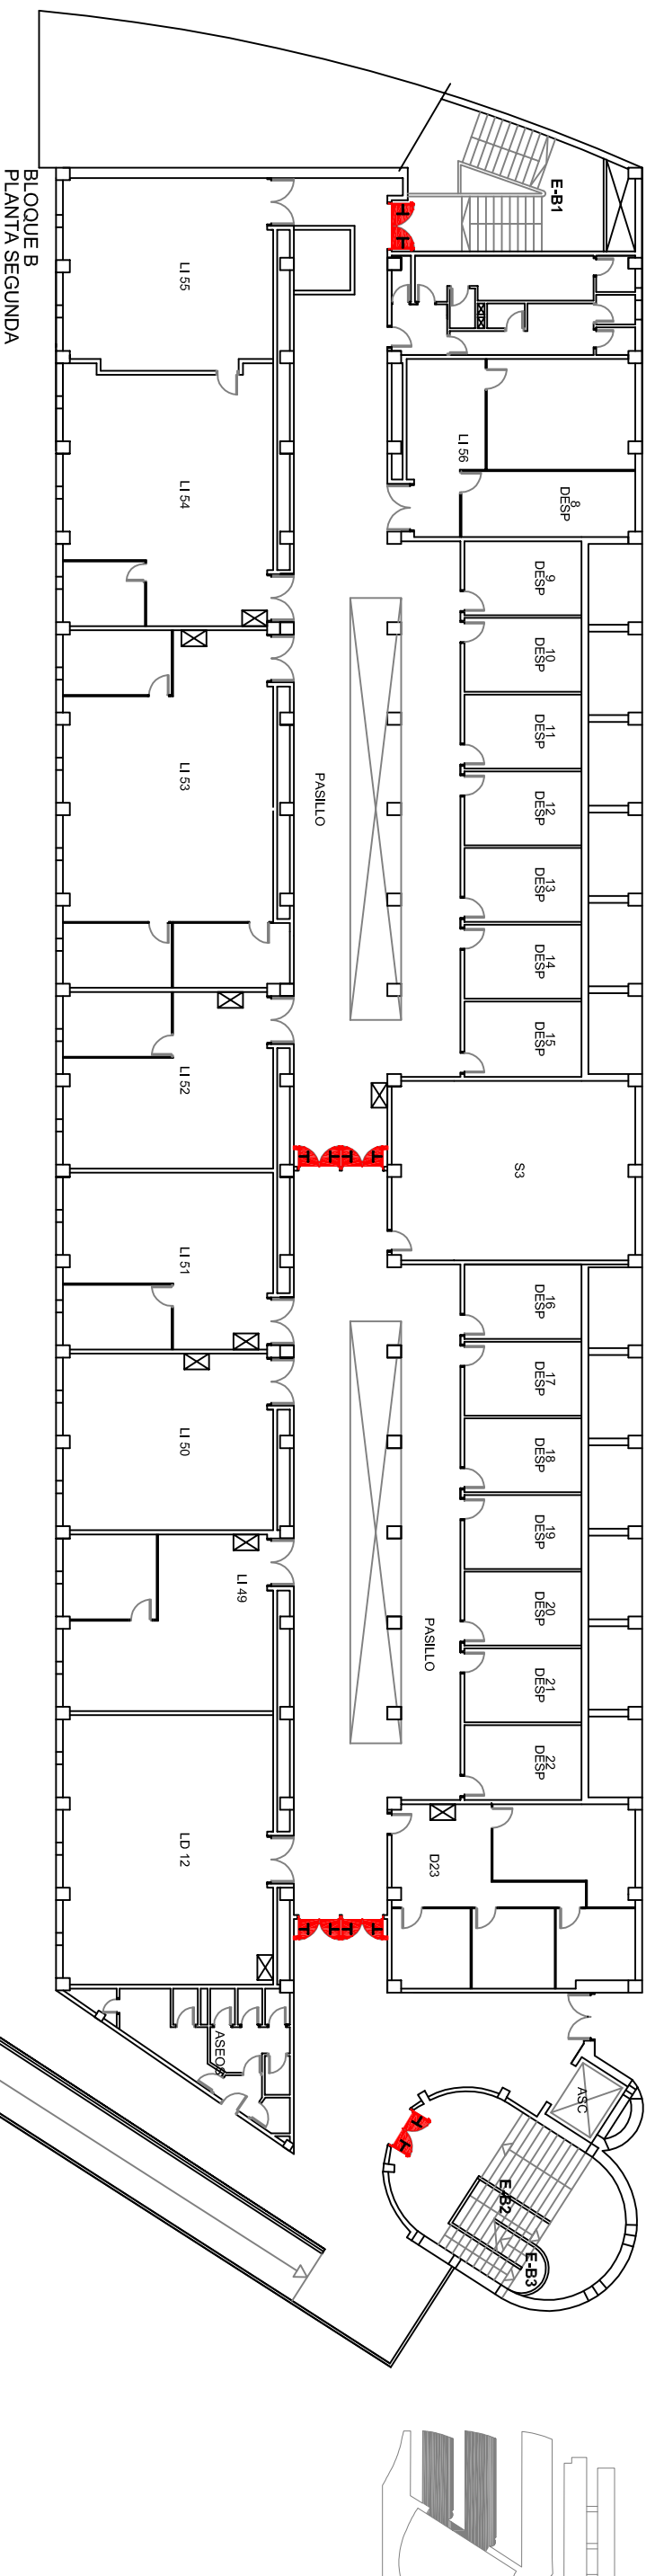 BLOQUE B
PLANTA SEGUNDA
E-B1
LI 55
LI 56
LI 54
DESP
8
DESP
9
DESP
10
DESP
11
DESP
12
DESP
13
DESP
14
DESP
15
LI 53
PASILLO
LI 52
S3
LI 51
DESP
16
DESP
17
DESP
18
DESP
19
DESP
20
DESP
21
DESP
22
LI 50
LI 49
PASILLO
LD 12
D23
ASEOS
ASC
E-B2
E-B3